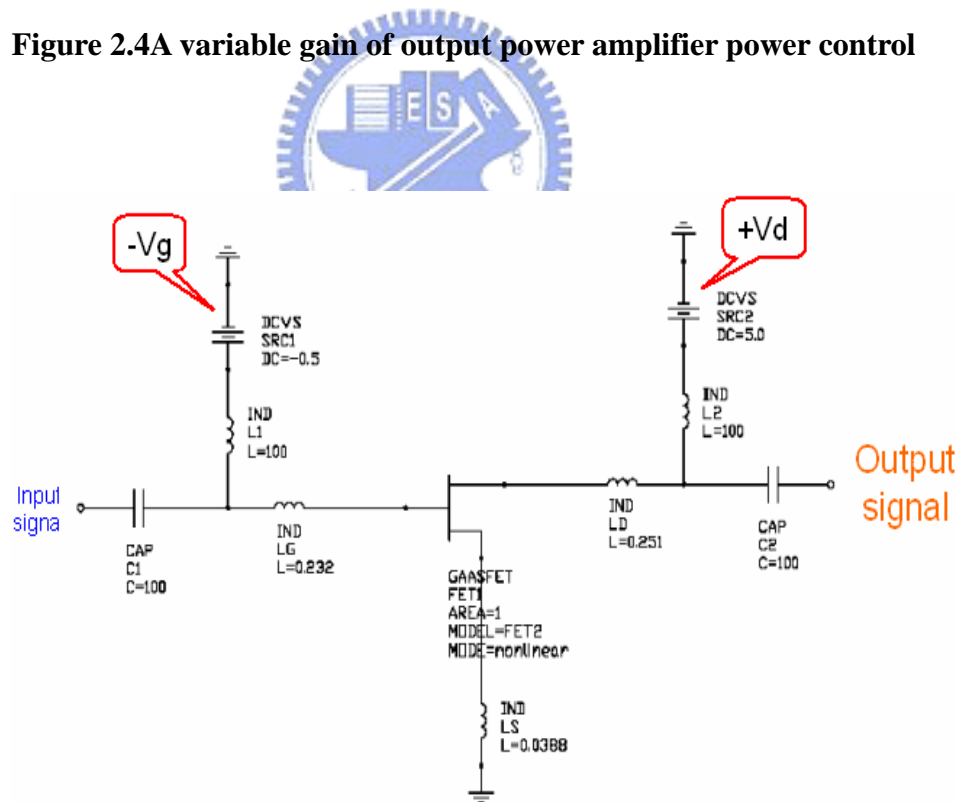 Figure 2.4A variable gain of output power amplifier power control
E S A
-Vg
+Vd
DCVS
SRC1
DC=-0.5
DCVS
SRC2
DC=5.0
IND
L1
L=100
IND
L2
L=100
Input
signa
Output
signal
CAP
C1
C=100
IND
LG
L=0.232
IND
LD
L=0.251
CAP
C2
C=100
GAASFET
FET1
AREA=1
MODEL=FET2
MODE=nonlinear
IND
LS
L=0.0388